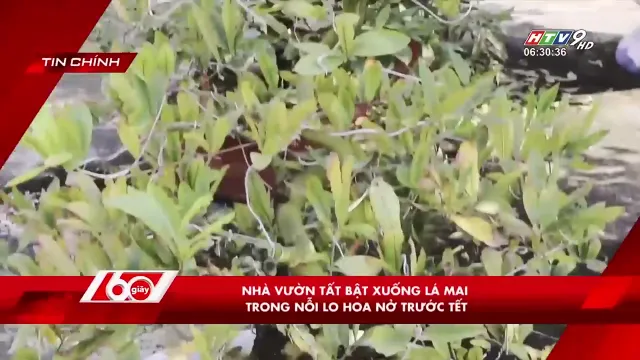 TIN CHÍNH
HTV9 HD
06:30:36
60 giây
NHÀ VƯỜN TẤT BẬT XUỐNG LÁ MAI
TRONG NỖI LO HOA NỞ TRƯỚC TẾT